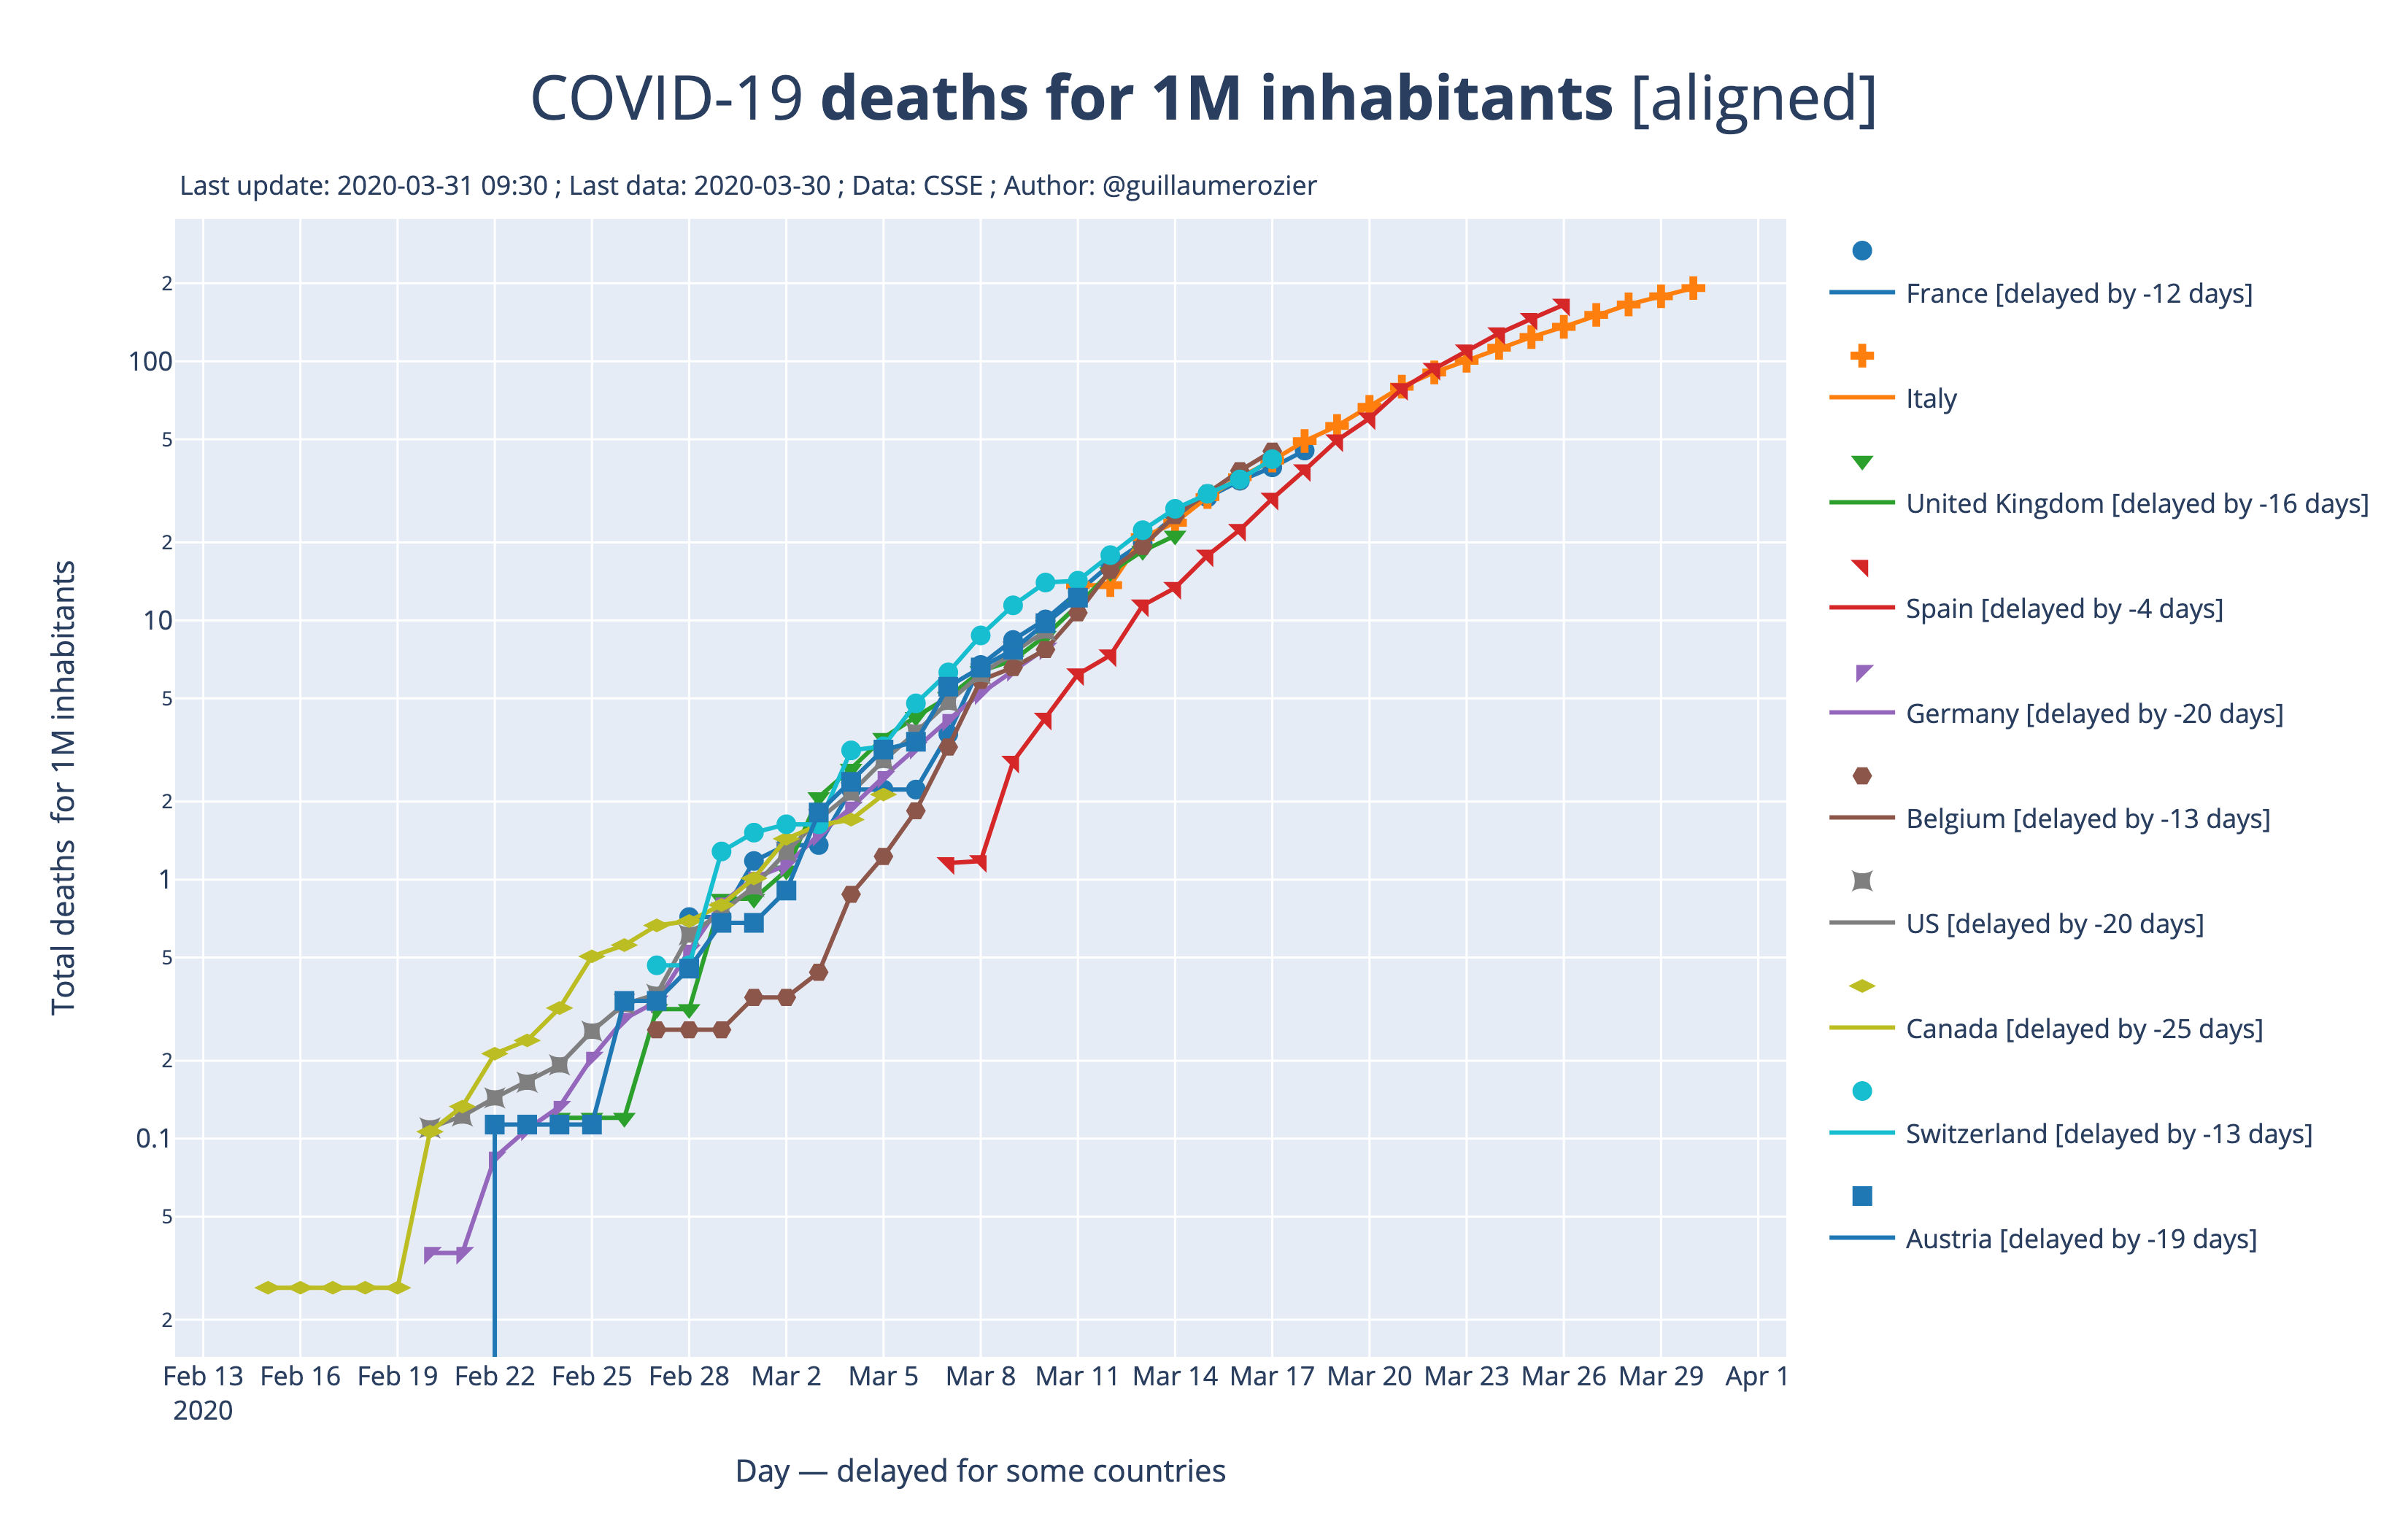 COVID-19 deaths for 1M inhabitants [aligned]
Last update: 2020-03-31 09:30 ; Last data: 2020-03-30 ; Data: CSSE ; Author: @guillaumerozier
2
100
5
2
10
5
2
1
5
2
0.1
5
2
Total deaths for 1M inhabitants
Feb 13 Feb 16 Feb 19 Feb 22 Feb 25 Feb 28 Mar 2 Mar 5 Mar 8 Mar 11 Mar 14 Mar 17 Mar 20 Mar 23 Mar 26 Mar 29 Apr 1
2020
Day — delayed for some countries
France [delayed by -12 days]
Italy
United Kingdom [delayed by -16 days]
Spain [delayed by -4 days]
Germany [delayed by -20 days]
Belgium [delayed by -13 days]
US [delayed by -20 days]
Canada [delayed by -25 days]
Switzerland [delayed by -13 days]
Austria [delayed by -19 days]